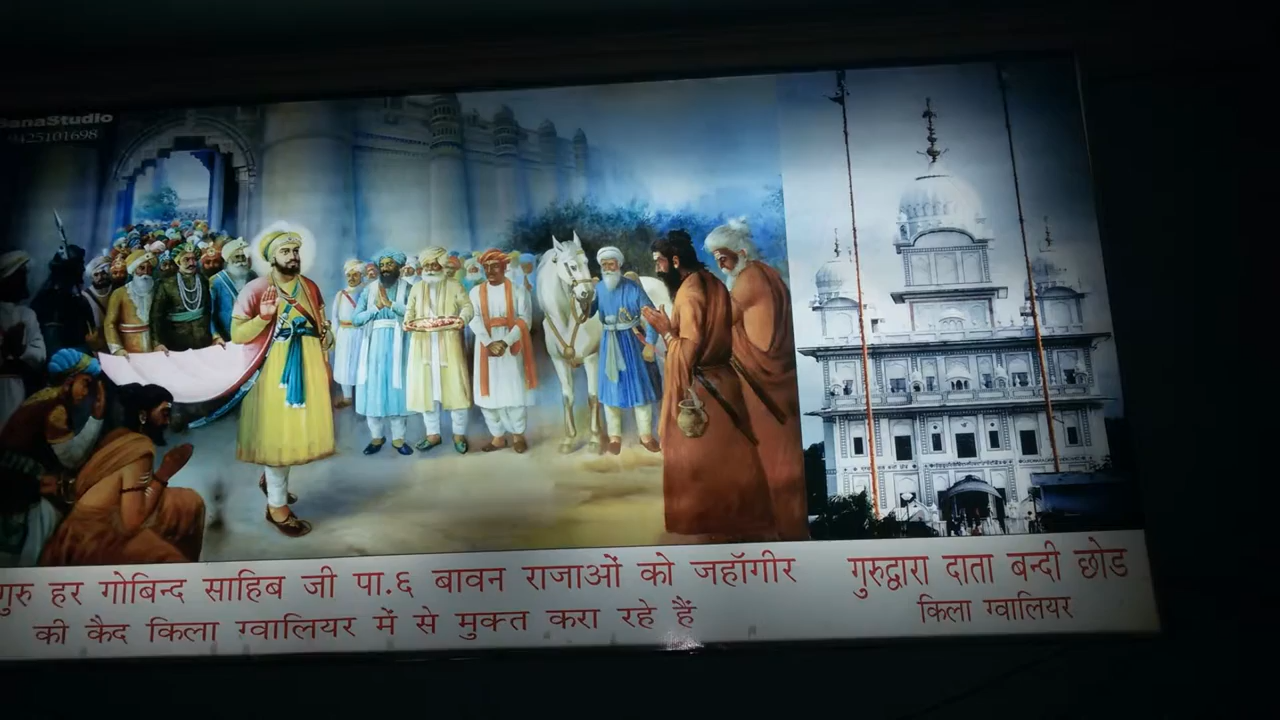 SanaStudio
9425101698
गुरु हर गोबिन्द साहिब जी पा.६ बावन राजाओं को जहाँगीर
की कैद किला ग्वालियर में से मुक्त करा रहे हैं
गुरुद्वारा दाता बन्दी छोड
किला ग्वालियर